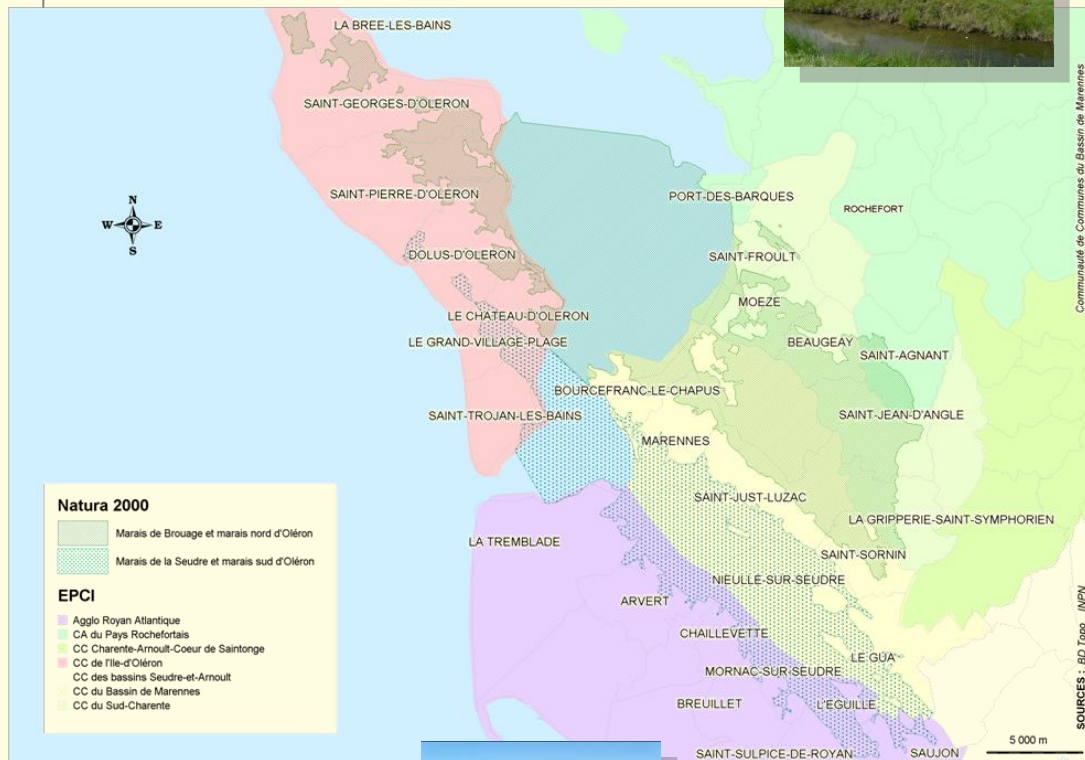 LA BREE-LES-BAINS
SAINT-GEORGES-D'OLERON
SAINT-PIERRE-D'OLERON
PORT-DES-BARQUES
ROCHEFORT
N
W
E
S
DOLUS-D'OLERON
SAINT-FROULT
MOEZE
LE CHATEAU-D'OLERON
LE GRAND-VILLAGE-PLAGE
BEAUGEAY
SAINT-AGNANT
BOURCEFRANC-LE-CHAPUS
SAINT-TROJAN-LES-BAINS
SAINT-JEAN-D'ANGLE
MARENNES
SAINT-JUST-LUZAC
LA GRIPPERIE-SAINT-SYMPHORIEN
LA TREMBLADE
SAINT-SORNIN
NIEULLE-SUR-SEUDRE
ARVERT
CHAILLEVETTE
LE GUA
MORNAC-SUR-SEUDRE
BREUILLET
L'EGUILLE
SAINT-SULPICE-DE-ROYAN
SAUJON
Natura 2000
Marais de Brouage et marais nord d'Oléron
Marais de la Seudre et marais sud d'Oléron
EPCI
Agglo Royan Atlantique
CA du Pays Rochefortais
CC Charente-Arnoult-Coeur de Saintonge
CC de l'Ile-d'Oléron
CC des bassins Seudre-et-Arnoult
CC du Bassin de Marennes
CC du Sud-Charente
5 000 m
Communauté de Communes du Bassin de Marennes
SOURCES : BD Topo, INPN